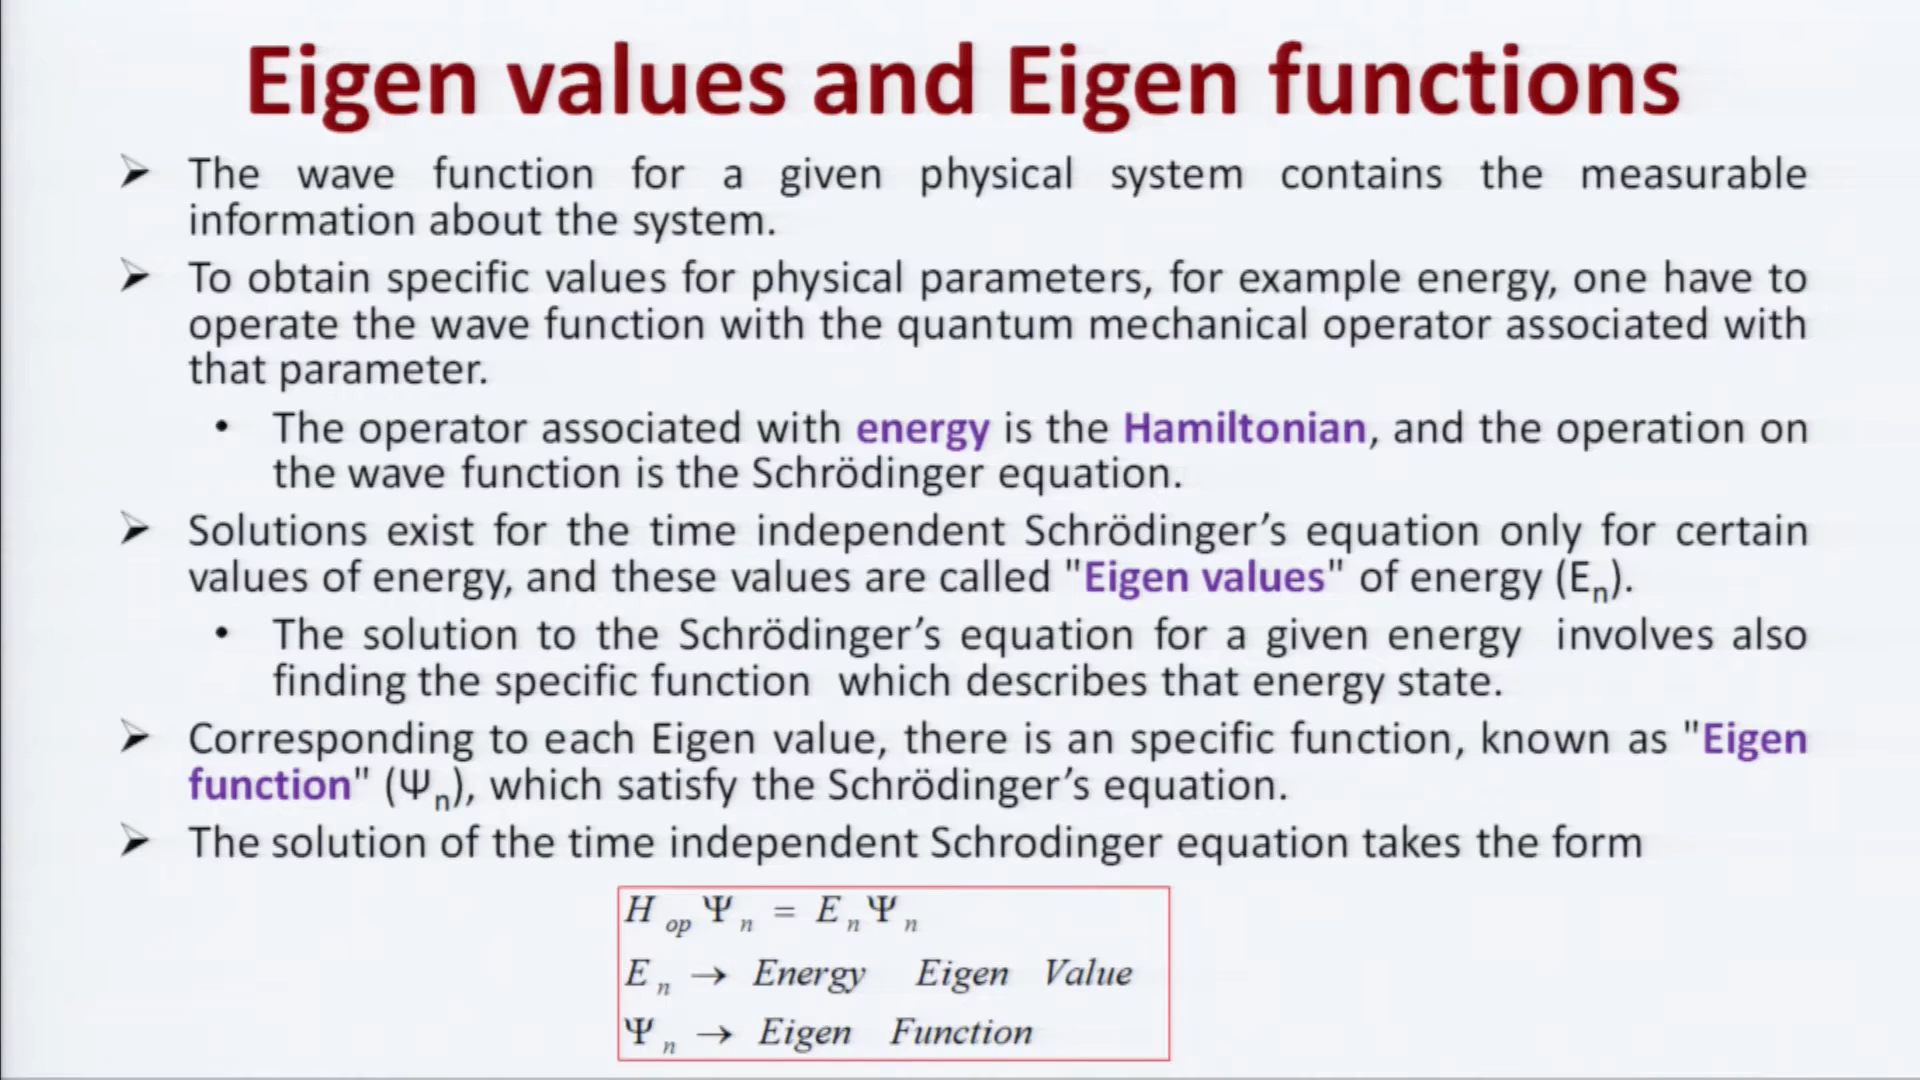 Eigen values and Eigen functions
➢ The wave function for a given physical system contains the measurable
information about the system.
➢ To obtain specific values for physical parameters, for example energy, one have to
operate the wave function with the quantum mechanical operator associated with
that parameter.
• The operator associated with energy is the Hamiltonian, and the operation on
the wave function is the Schrödinger equation.
➢ Solutions exist for the time independent Schrödinger’s equation only for certain
values of energy, and these values are called "Eigen values" of energy (Eₙ).
• The solution to the Schrödinger’s equation for a given energy involves also
finding the specific function which describes that energy state.
➢ Corresponding to each Eigen value, there is an specific function, known as "Eigen
function" (Ψₙ), which satisfy the Schrödinger’s equation.
➢ The solution of the time independent Schrodinger equation takes the form
H op Ψ n = E n Ψ n
E n → Energy Eigen Value
Ψ n → Eigen Function